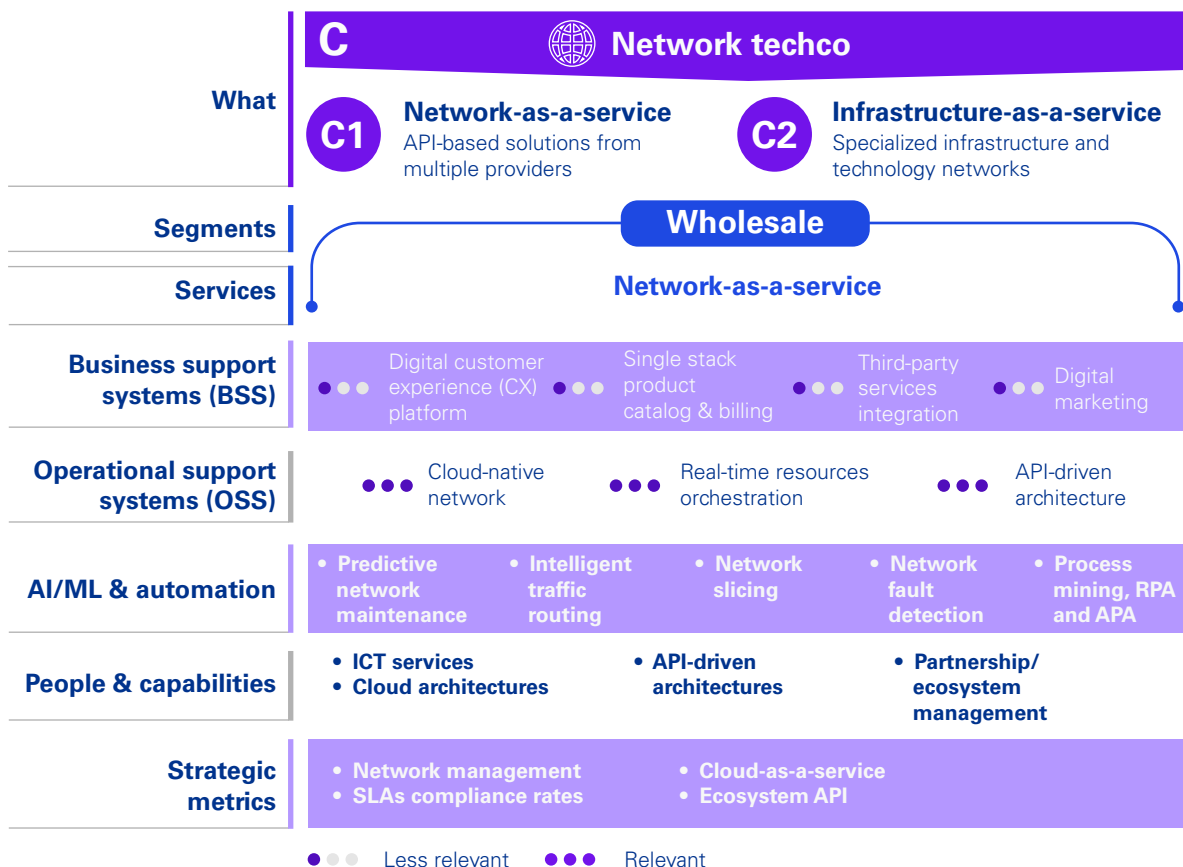 C
Network techco
What
C1
Network-as-a-service
API-based solutions from
multiple providers
C2
Infrastructure-as-a-service
Specialized infrastructure and
technology networks
Segments
Wholesale
Services
Network-as-a-service
Business support
systems (BSS)
Digital customer
experience (CX)
platform
Single stack
product
catalog & billing
Third-party
services
integration
Digital
marketing
Operational support
systems (OSS)
Cloud-native
network
Real-time resources
orchestration
API-driven
architecture
AI/ML & automation
• Predictive
network
maintenance
• Intelligent
traffic
routing
• Network
slicing
• Network
fault
detection
• Process
mining, RPA
and APA
People & capabilities
• ICT services
• Cloud architectures
• API-driven
architectures
• Partnership/
ecosystem
management
Strategic
metrics
• Network management
• SLAs compliance rates
• Cloud-as-a-service
• Ecosystem API
Less relevant
Relevant